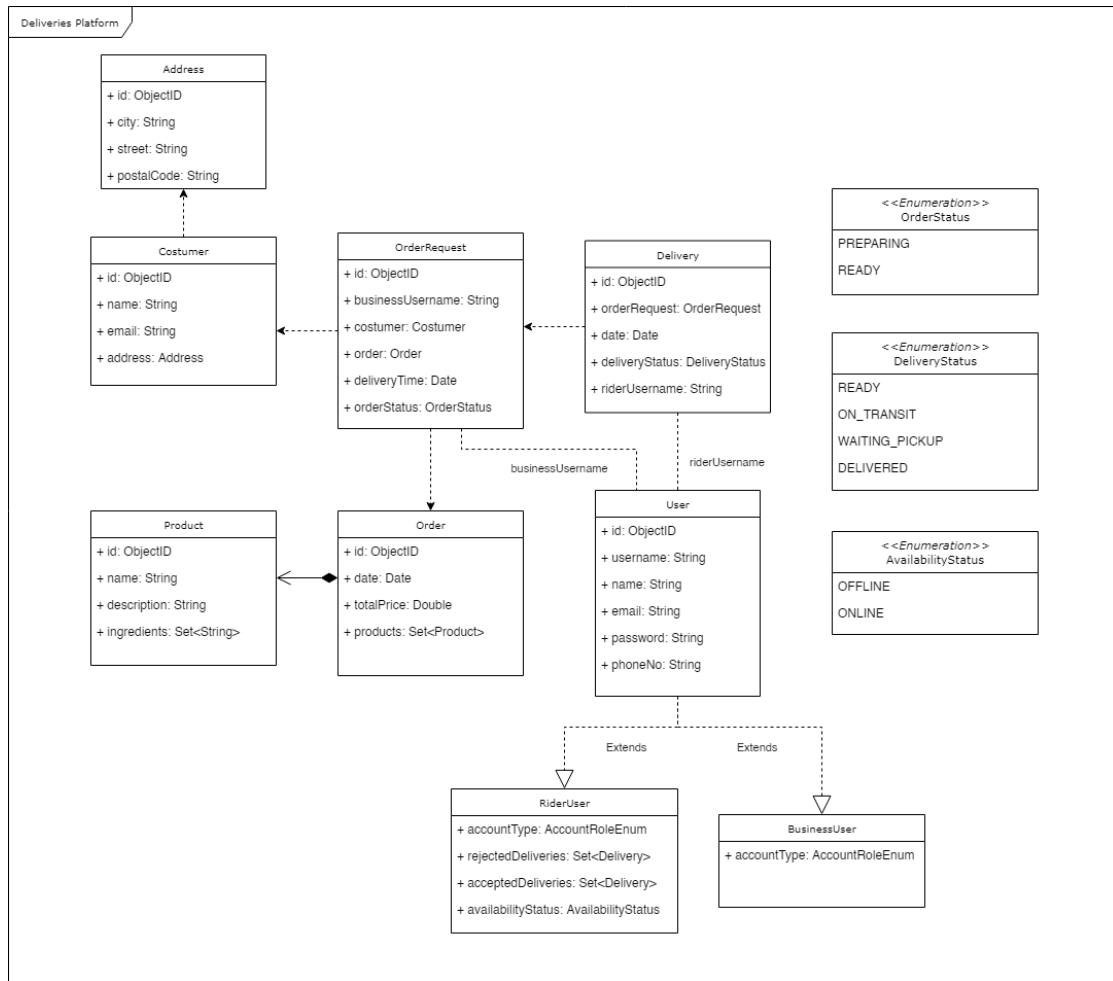 Deliveries Platform
Address
+ id: ObjectID
+ city: String
+ street: String
+ postalCode: String
Costumer
+ id: ObjectID
+ name: String
+ email: String
+ address: Address
OrderRequest
+ id: ObjectID
+ businessUsername: String
+ costumer: Costumer
+ order: Order
+ deliveryTime: Date
+ orderStatus: OrderStatus
Delivery
+ id: ObjectID
+ orderRequest: OrderRequest
+ date: Date
+ deliveryStatus: DeliveryStatus
+ riderUsername: String
<<Enumeration>>
OrderStatus
PREPARING
READY
<<Enumeration>>
DeliveryStatus
READY
ON_TRANSIT
WAITING_PICKUP
DELIVERED
businessUsername
riderUsername
Product
+ id: ObjectID
+ name: String
+ description: String
+ ingredients: Set<String>
Order
+ id: ObjectID
+ date: Date
+ totalPrice: Double
+ products: Set<Product>
User
+ id: ObjectID
+ username: String
+ name: String
+ email: String
+ password: String
+ phoneNo: String
<<Enumeration>>
AvailabilityStatus
OFFLINE
ONLINE
Extends
Extends
RiderUser
+ accountType: AccountRoleEnum
+ rejectedDeliveries: Set<Delivery>
+ acceptedDeliveries: Set<Delivery>
+ availabilityStatus: AvailabilityStatus
BusinessUser
+ accountType: AccountRoleEnum